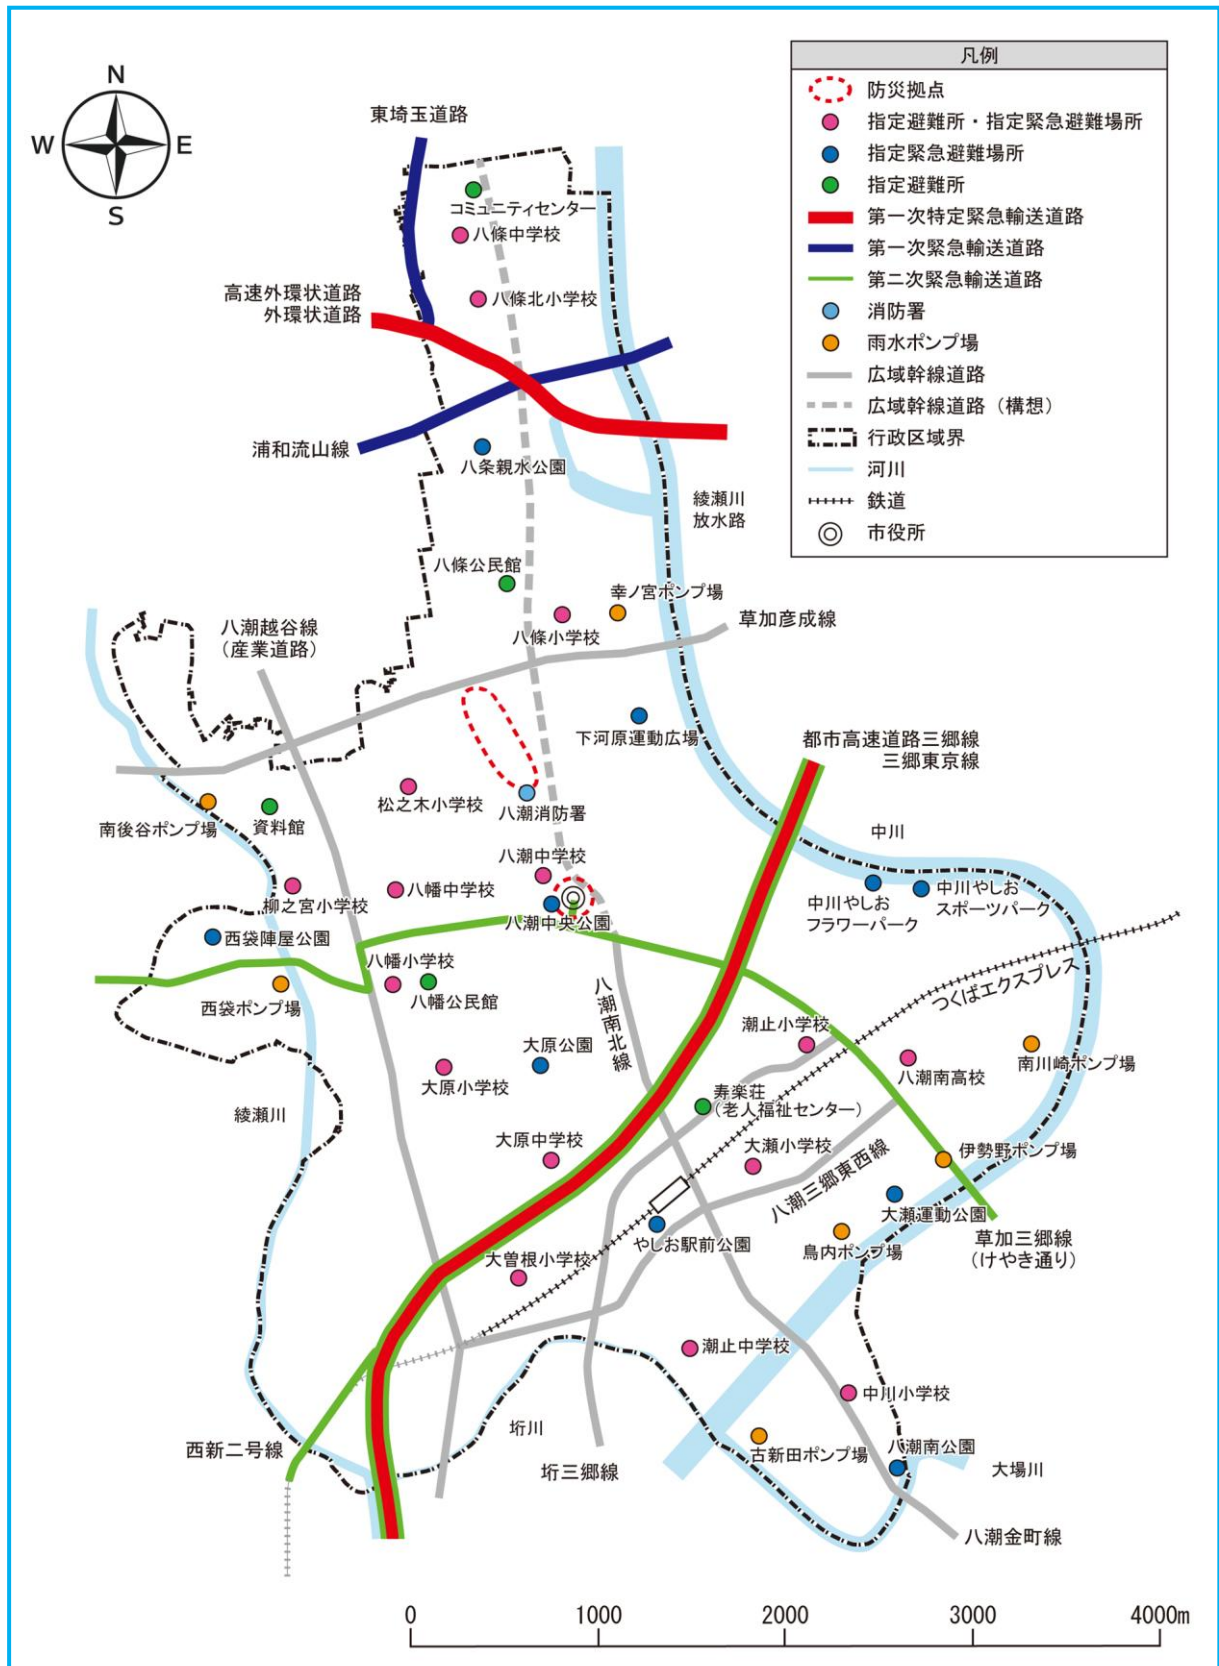 N
W
E
S
凡例
防災拠点
指定避難所・指定緊急避難場所
指定緊急避難場所
指定避難所
第一次特定緊急輸送道路
第一次緊急輸送道路
第二次緊急輸送道路
消防署
雨水ポンプ場
広域幹線道路
広域幹線道路（構想）
行政区域界
河川
鉄道
市役所
東埼玉道路
コミュニティセンター
八條中学校
高速外環状道路
外環状道路
八條北小学校
浦和流山線
八条親水公園
綾瀬川
放水路
八條公民館
幸ノ宮ポンプ場
八條小学校
草加彦成線
八潮越谷線
（産業道路）
下河原運動広場
都市高速道路三郷線
三郷東京線
松之木小学校
八潮消防署
南後谷ポンプ場
資料館
中川
八潮中学校
柳之宮小学校
八幡中学校
八潮中央公園
中川やしお
フラワーパーク
中川やしお
スポーツパーク
西袋陣屋公園
八幡小学校
八幡公民館
西袋ポンプ場
八潮南北線
つくばエクスプレス
潮止小学校
大原公園
大原小学校
八潮南高校
南川崎ポンプ場
綾瀬川
寿楽荘
（老人福祉センター）
大原中学校
大瀬小学校
伊勢野ポンプ場
八潮三郷東西線
大瀬運動公園
やしお駅前公園
鳥内ポンプ場
草加三郷線
（けやき通り）
大曽根小学校
潮止中学校
中川小学校
西新二号線
垳川
垳三郷線
古新田ポンプ場
八潮南公園
大場川
八潮金町線
0
1000
2000
3000
4000m